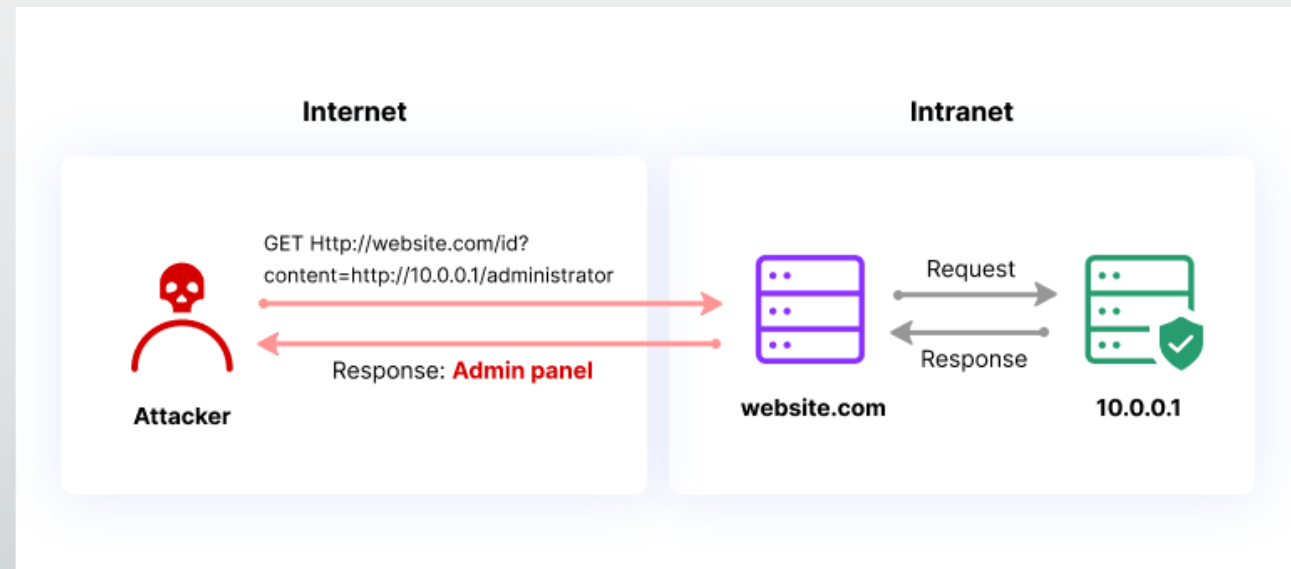 Internet
Intranet
GET Http://website.com/id?
content=http://10.0.0.1/administrator
Response: Admin panel
Attacker
Request
Response
website.com
10.0.0.1